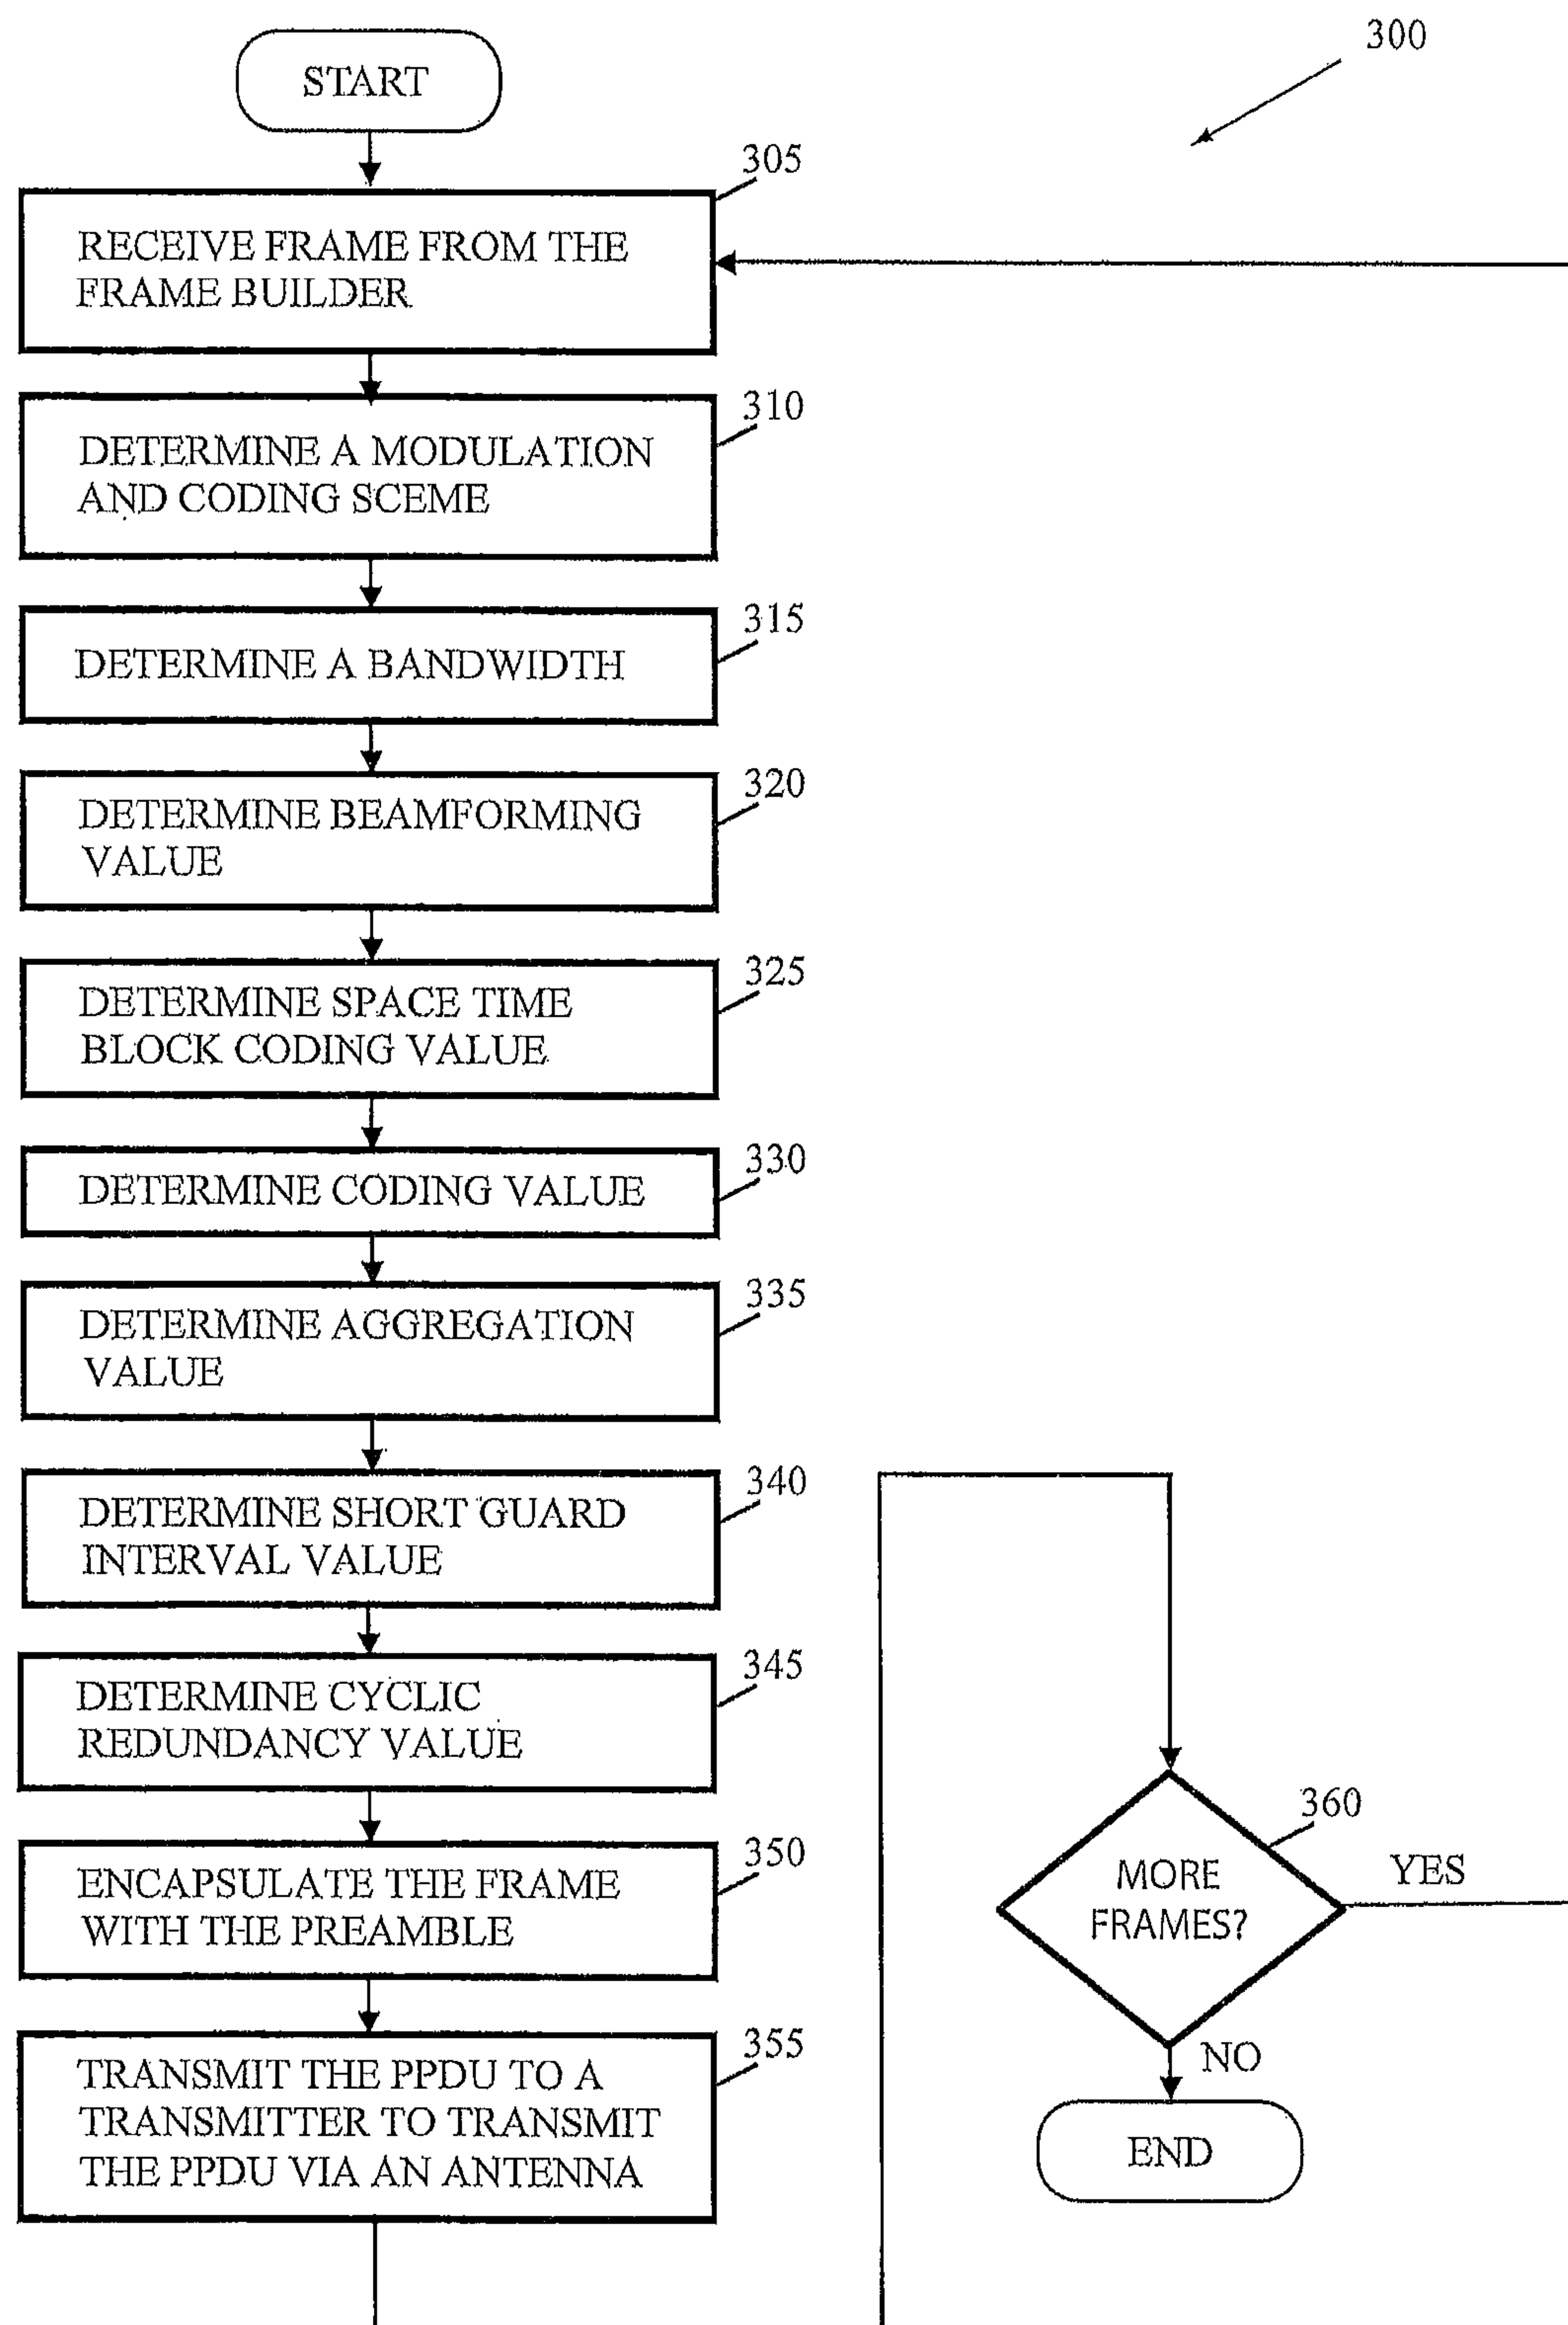 START
300
305
RECEIVE FRAME FROM THE
FRAME BUILDER
310
DETERMINE A MODULATION
AND CODING SCEME
315
DETERMINE A BANDWIDTH
320
DETERMINE BEAMFORMING
VALUE
325
DETERMINE SPACE TIME
BLOCK CODING VALUE
330
DETERMINE CODING VALUE
335
DETERMINE AGGREGATION
VALUE
340
DETERMINE SHORT GUARD
INTERVAL VALUE
345
DETERMINE CYCLIC
REDUNDANCY VALUE
350
ENCAPSULATE THE FRAME
WITH THE PREAMBLE
355
TRANSMIT THE PPDU TO A
TRANSMITTER TO TRANSMIT
THE PPDU VIA AN ANTENNA
360
MORE
FRAMES?
YES
NO
END